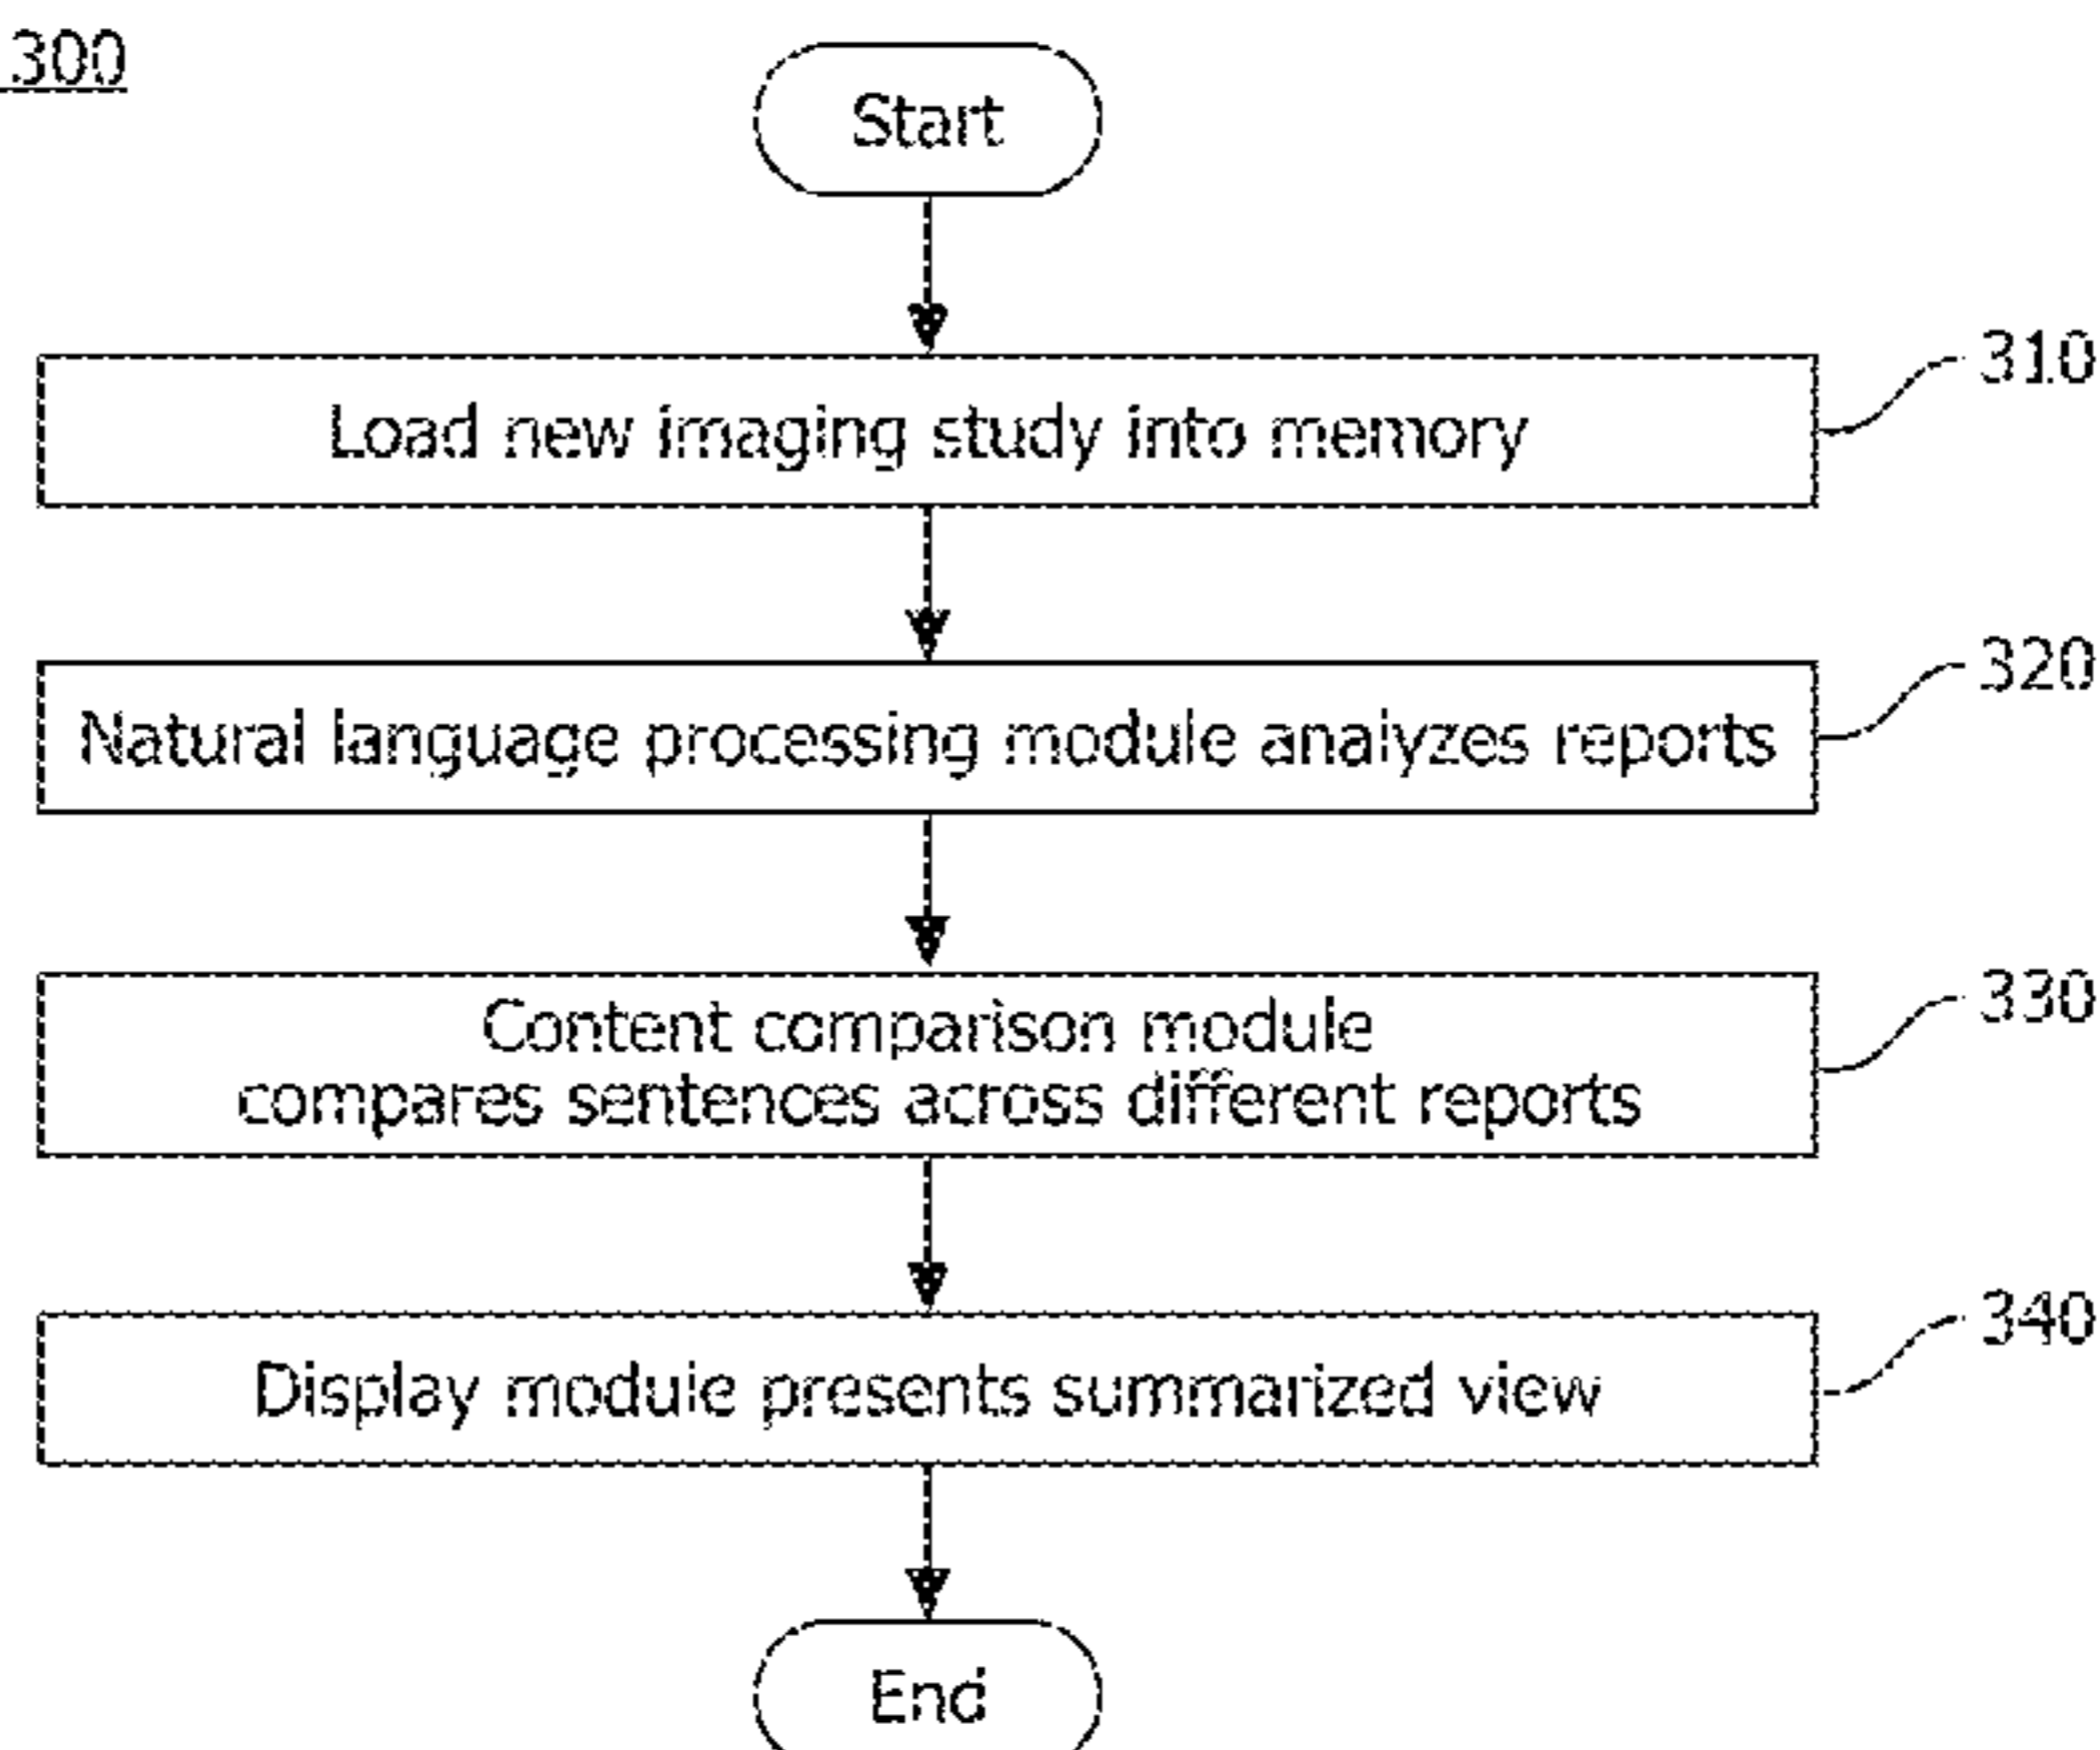 300
Start
Load new imaging study into memory
310
Natural language processing module analyzes reports
320
Content comparison module
compares sentences across different reports
330
Display module presents summarized view
340
End